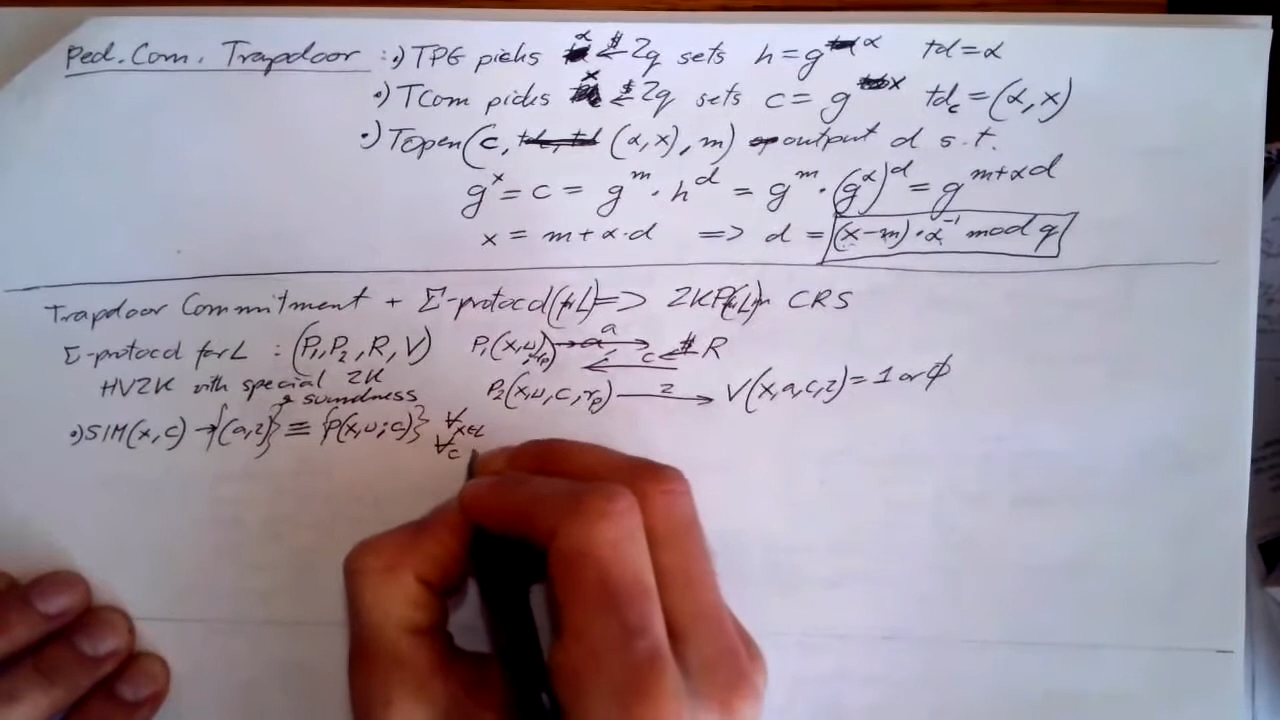 Ped. Com. Trapdoor :•) TPG picks α ←$ Zq sets h = g^α td = α
•) TCom picks x ←$ Zq sets c = g^x td_c = (α, x)
•) Topen(c, (α, x), m) output d s.t.
g^x = c = g^m · h^d = g^m · (g^α)^d = g^{m+αd}
x = m + α·d => d = (x-m)·α^{-1} mod q
Trapdoor Commitment + Σ-protocol (for L) => ZKP(for L) in CRS
Σ-protocol for L : (P₁, P₂, R, V) P₁(x,ω; r_p) a → c ←$ R
HVZK with special ZK & soundness P₂(x,ω,c,r_p) z → V(x,a,c,z) = 1 or ∅
•) SIM(x,c) → {(a,z)} ≡ {P(x,ω;c)} ∀x∈L ∀c